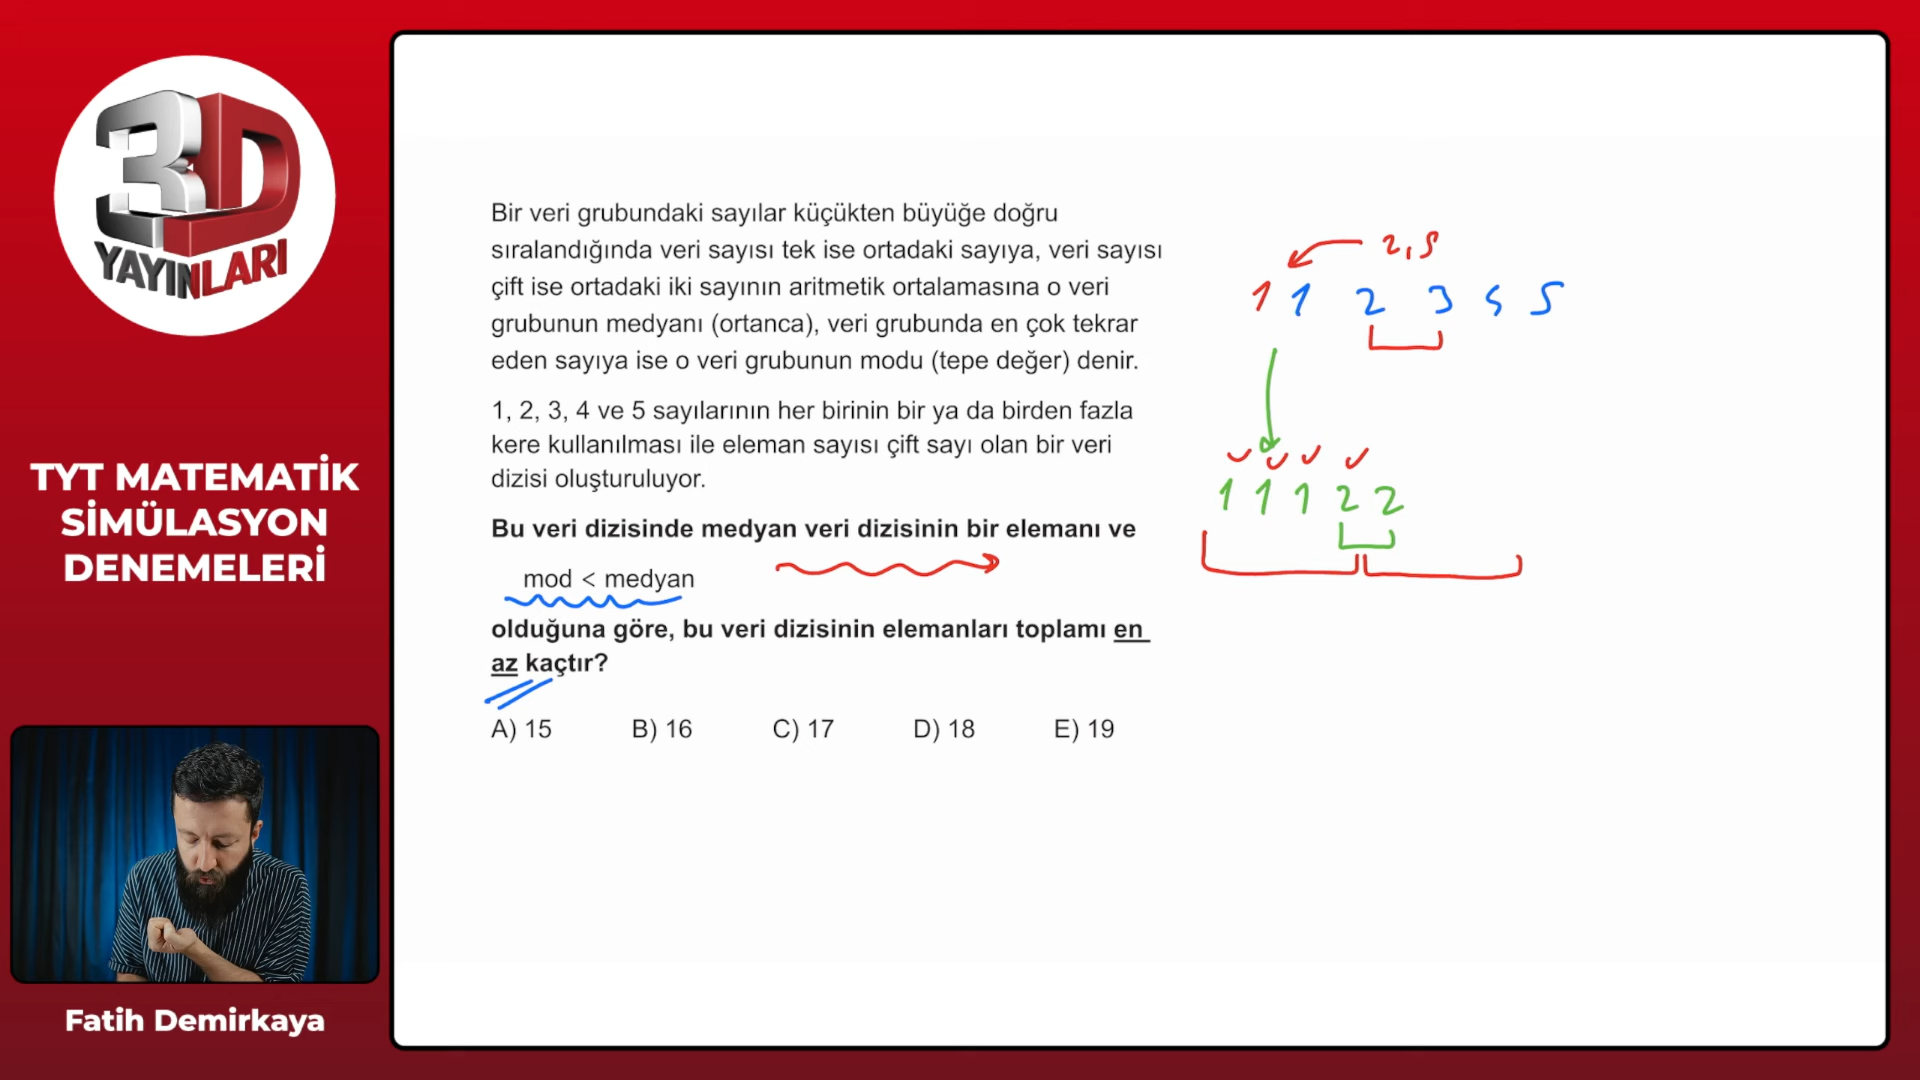 3D
YAYINLARI
TYT MATEMATİK
SİMÜLASYON
DENEMELERİ
Fatih Demirkaya
Bir veri grubundaki sayılar küçükten büyüğe doğru
sıralandığında veri sayısı tek ise ortadaki sayıya, veri sayısı
çift ise ortadaki iki sayının aritmetik ortalamasına o veri
grubunun medyanı (ortanca), veri grubunda en çok tekrar
eden sayıya ise o veri grubunun modu (tepe değer) denir.
1, 2, 3, 4 ve 5 sayılarının her birinin bir ya da birden fazla
kere kullanılması ile eleman sayısı çift sayı olan bir veri
dizisi oluşturuluyor.
Bu veri dizisinde medyan veri dizisinin bir elemanı ve
mod < medyan
olduğuna göre, bu veri dizisinin elemanları toplamı en
az kaçtır?
A) 15 B) 16 C) 17 D) 18 E) 19
2,5
1 1 2 3 5
1 1 1 2 2